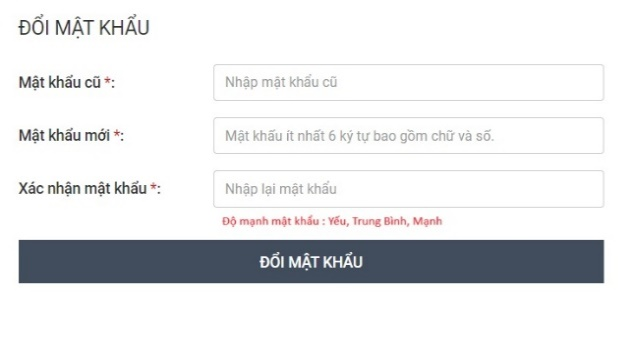 ĐỔI MẬT KHẨU
Mật khẩu cũ *: Nhập mật khẩu cũ
Mật khẩu mới *: Mật khẩu ít nhất 6 ký tự bao gồm chữ và số.
Xác nhận mật khẩu *: Nhập lại mật khẩu
Độ mạnh mật khẩu : Yếu, Trung Bình, Mạnh
ĐỔI MẬT KHẨU